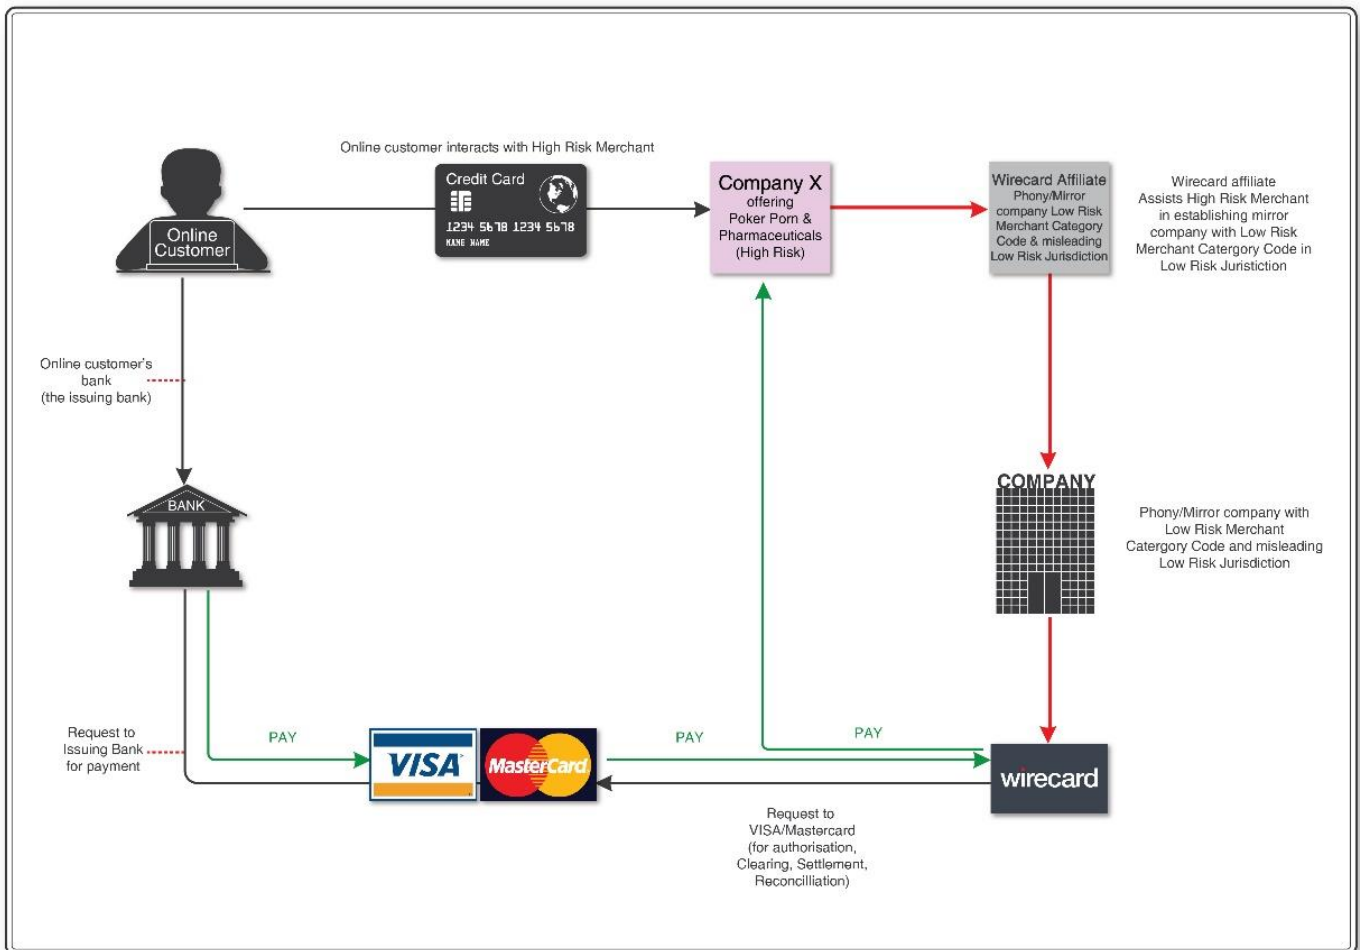 Online customer interacts with High Risk Merchant
Online
Customer
Credit Card
1234 5678 1234 5678
NAME NAME
Company X
offering
Poker Porn &
Pharmaceuticals
(High Risk)
Wirecard Affiliate
Phony/Mirror
company Low Risk
Merchant Category
Code & misleading
Low Risk Jurisdiction
Wirecard affiliate
Assists High Risk Merchant
in establishing mirror
company with Low Risk
Merchant Catergory Code in
Low Risk Juristiction
Online customer's
bank
(the issuing bank)
BANK
COMPANY
Phony/Mirror company with
Low Risk Merchant
Catergory Code and misleading
Low Risk Jurisdiction
Request to
Issuing Bank
for payment
PAY
VISA
MasterCard
PAY
PAY
wirecard
Request to
VISA/Mastercard
(for authorisation,
Clearing, Settlement,
Reconcilliation)